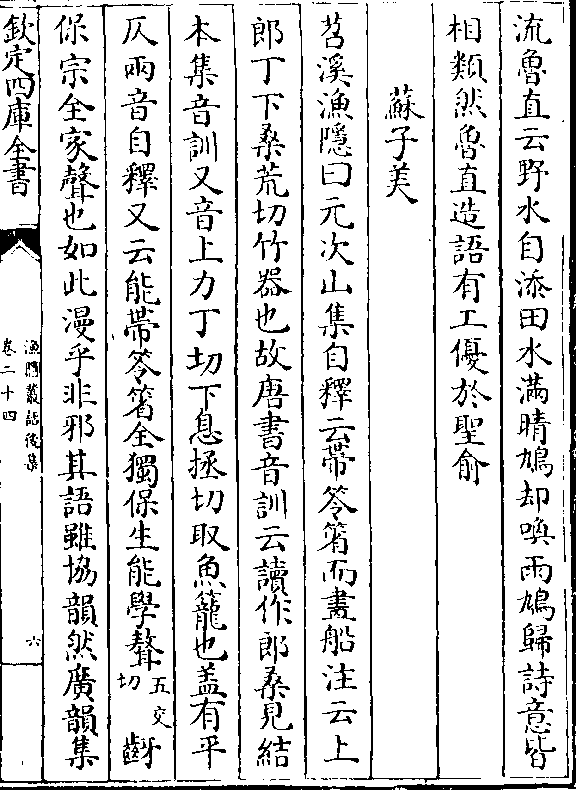 流魯直云野水自添田水滿晴鳩却喚雨鳩歸詩意皆
相類然魯直造語有工優於聖俞
蘇子美
苕溪漁隱曰元次山集自釋云帶笭箵而畫船注云上
郎丁下桑荒切竹器也故唐書音訓云讀作郎桑見結
本集音訓又音上力丁切下息拯切取魚籠也盖有平
仄兩音自釋又云能帶笭箵全獨保生能學聱五交切齖
保宗全家聱也如此漫乎非邪其語雖協韻然廣韻集
欽定四庫全書
漁隱叢話後集
卷二十四
六